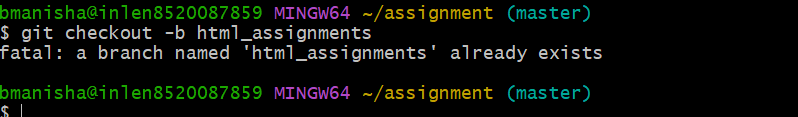 bmanisha@inlen8520087859 MINGW64 ~/assignment (master)
$ git checkout -b html_assignments
fatal: a branch named 'html_assignments' already exists
bmanisha@inlen8520087859 MINGW64 ~/assignment (master)
$